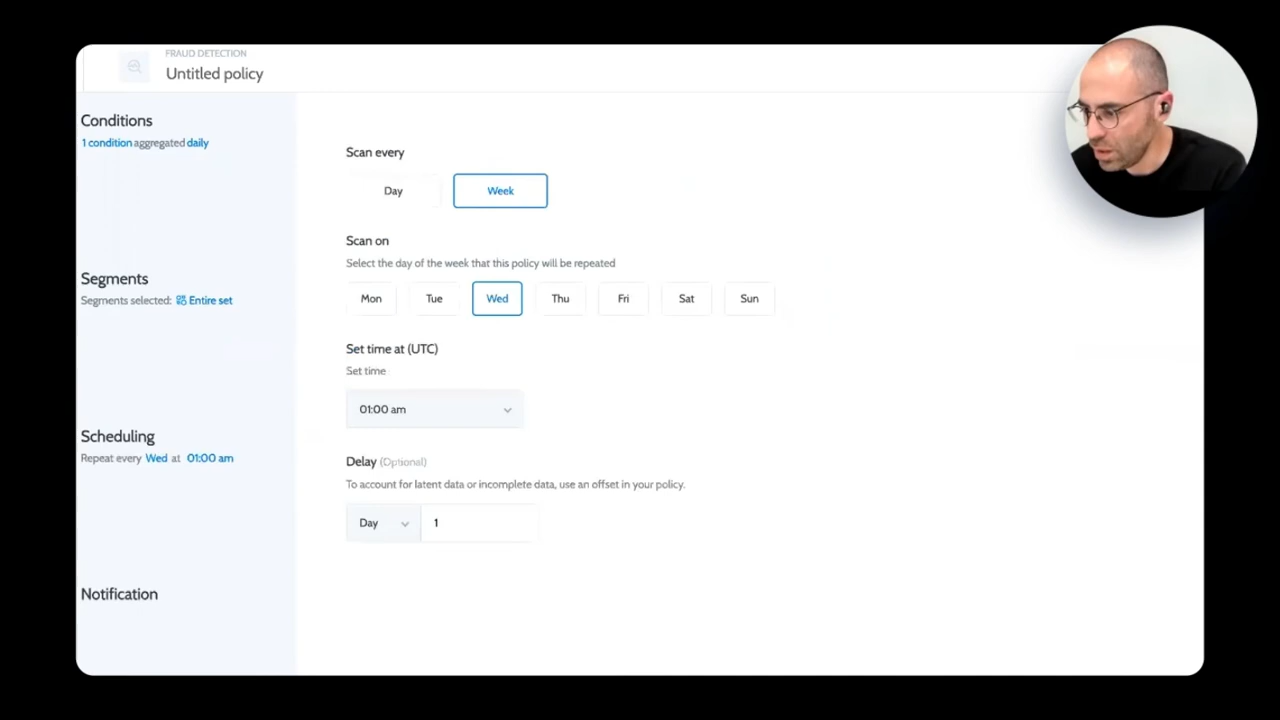 FRAUD DETECTION
Untitled policy
Conditions
1 condition aggregated daily
Segments
Segments selected: Entire set
Scheduling
Repeat every Wed at 01:00 am
Notification
Scan every
Day Week
Scan on
Select the day of the week that this policy will be repeated
Mon Tue Wed Thu Fri Sat Sun
Set time at (UTC)
Set time
01:00 am
Delay (Optional)
To account for latent data or incomplete data, use an offset in your policy.
Day 1